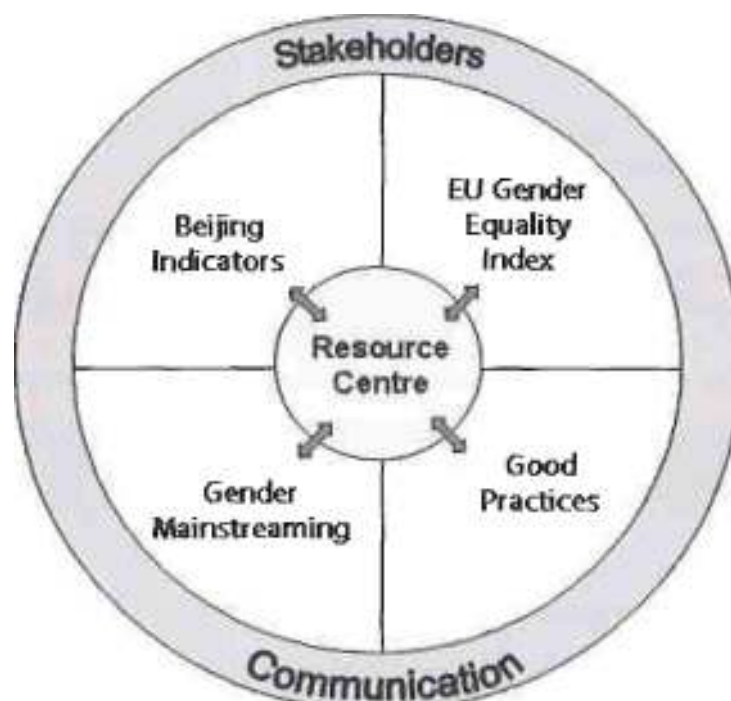 Stakeholders
Beijing
Indicators
EU Gender
Equality
Index
Resource
Centre
Gender
Mainstreaming
Good
Practices
Communication